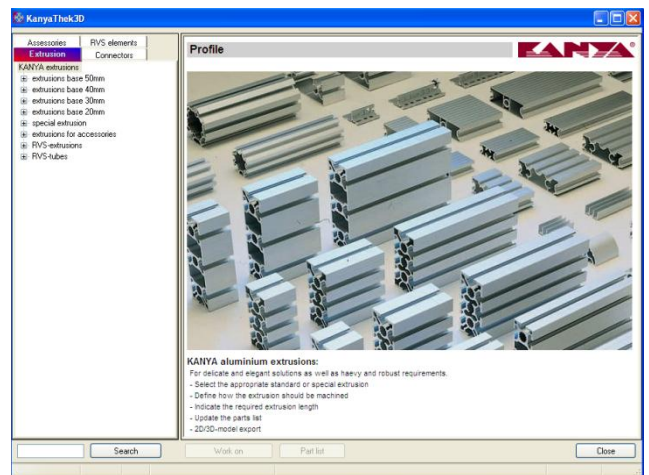 KanyaThek3D
Assessories
RVS elements
Extrusion
Connectors
KANYA extrusions
extrusions base 50mm
extrusions base 40mm
extrusions base 30mm
extrusions base 20mm
special extrusion
extrusions for accessories
RVS-extrusions
RVS-tubes
Profile
KANYA®
KANYA aluminium extrusions:
For delicate and elegant solutions as well as haevy and robust requirements.
- Select the appropriate standard or special extrusion
- Define how the extrusion should be machined
- Indicate the required extrusion length
- Update the parts list
- 2D/3D-model export
Search
Work on
Part list
Close